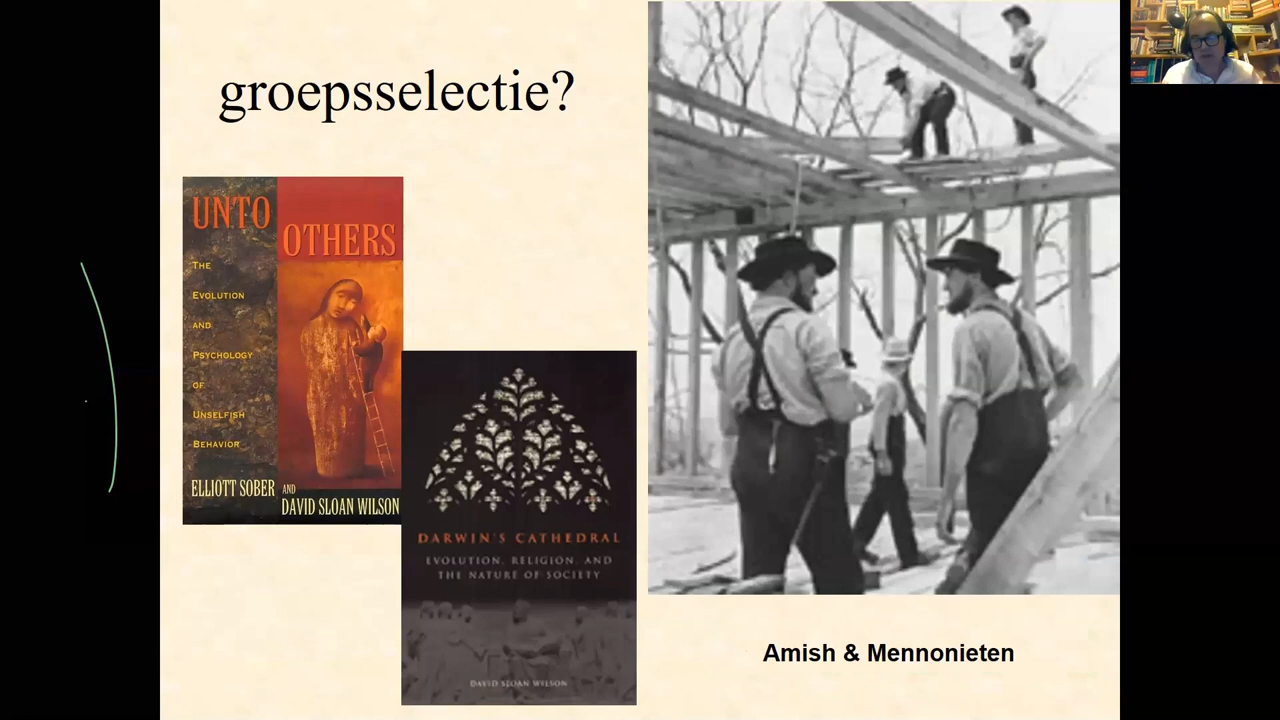 groepsselectie?
UNTO
OTHERS
THE
EVOLUTION
AND
PSYCHOLOGY
OF
UNSELFISH
BEHAVIOR
ELLIOTT SOBER AND
DAVID SLOAN WILSON
DARWIN'S CATHEDRAL
EVOLUTION, RELIGION, AND
THE NATURE OF SOCIETY
DAVID SLOAN WILSON
Amish & Mennonieten